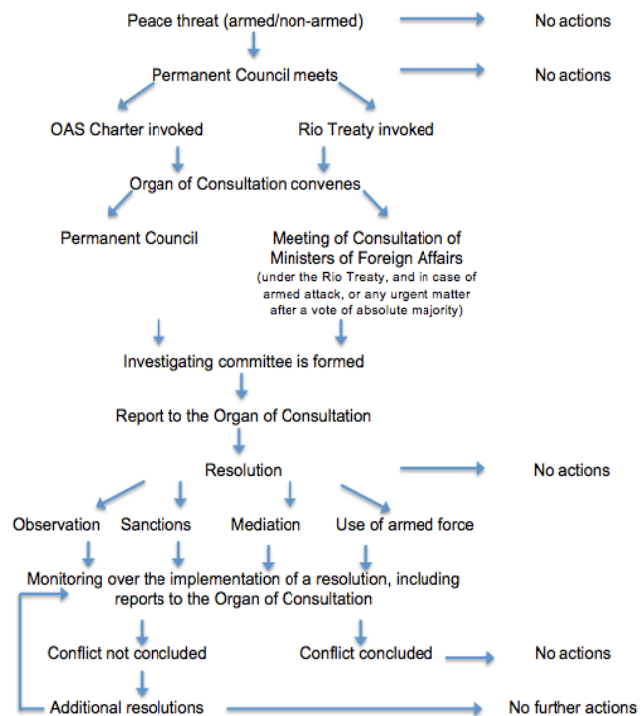 Peace threat (armed/non-armed)
No actions
Permanent Council meets
No actions
OAS Charter invoked
Rio Treaty invoked
Organ of Consultation convenes
Permanent Council
Meeting of Consultation of
Ministers of Foreign Affairs
(under the Rio Treaty, and in case of
armed attack, or any urgent matter
after a vote of absolute majority)
Investigating committee is formed
Report to the Organ of Consultation
Resolution
No actions
Observation
Sanctions
Mediation
Use of armed force
Monitoring over the implementation of a resolution, including
reports to the Organ of Consultation
Conflict not concluded
Conflict concluded
No actions
Additional resolutions
No further actions